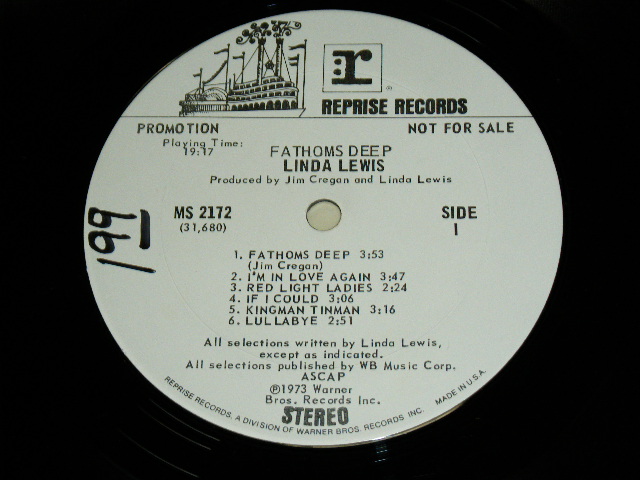 r
REPRISE RECORDS
PROMOTION
NOT FOR SALE
Playing Time:
19:17
FATHOMS DEEP
LINDA LEWIS
Produced by Jim Cregan and Linda Lewis
MS 2172
(31,680)
SIDE
1
199
1. FATHOMS DEEP 3:53
(Jim Cregan)
2. I'M IN LOVE AGAIN 3:47
3. RED LIGHT LADIES 2:24
4. IF I COULD 3:06
5. KINGMAN TINMAN 3:16
6. LULLABYE 2:51
All selections written by Linda Lewis,
except as indicated.
All selections published by WB Music Corp.
ASCAP
℗1973 Warner
Bros. Records Inc.
STEREO
REPRISE RECORDS, A DIVISION OF WARNER BROS. RECORDS INC. MADE IN U.S.A.